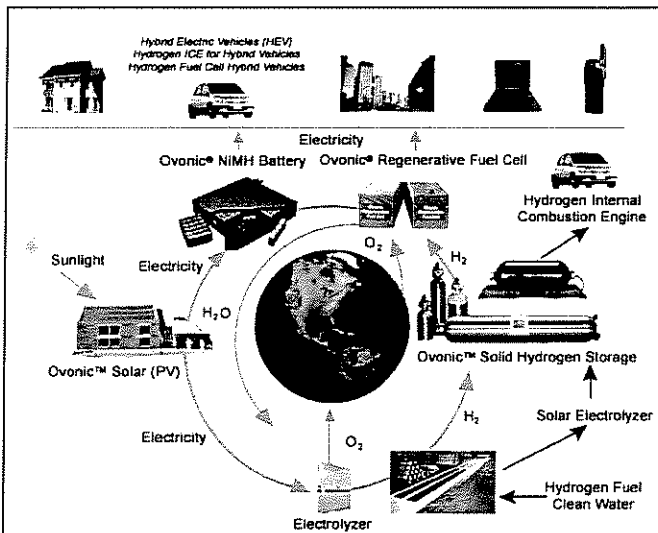 Hybrid Electric Vehicles (HEV)
Hydrogen ICE for Hybrid Vehicles
Hydrogen Fuel Cell Hybrid Vehicles
Electricity
Ovonic® NiMH Battery
Ovonic® Regenerative Fuel Cell
Hydrogen Internal
Combustion Engine
Sunlight
Electricity
O₂
H₂
H₂O
Ovonic™ Solar (PV)
Ovonic™ Solid Hydrogen Storage
Electricity
O₂
H₂
Solar Electrolyzer
Hydrogen Fuel
Clean Water
Electrolyzer